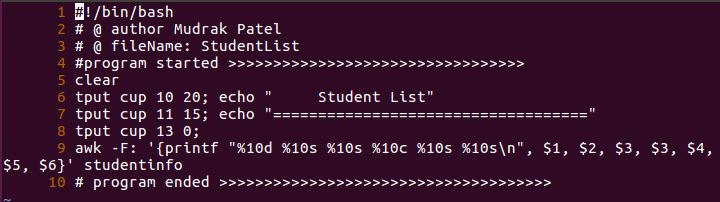 1 #!/bin/bash
2 # @ author Mudrak Patel
3 # @ fileName: StudentList
4 #program started >>>>>>>>>>>>>>>>>>>>>>>>>>>>>>>>>
5 clear
6 tput cup 10 20; echo "     Student List"
7 tput cup 11 15; echo "==================================="
8 tput cup 13 0;
9 awk -F: '{printf "%10d %10s %10s %10c %10s %10s\n", $1, $2, $3, $3, $4,
$5, $6}' studentinfo
10 # program ended >>>>>>>>>>>>>>>>>>>>>>>>>>>>>>>>>>>>>
~